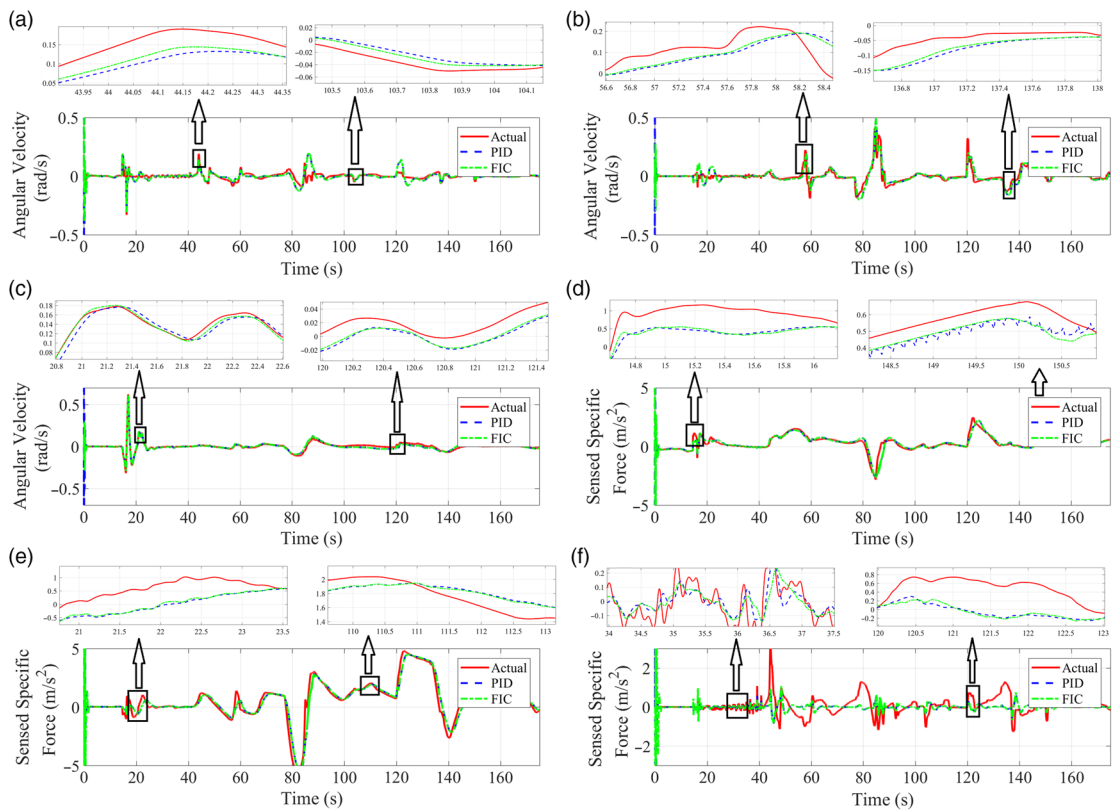 (a)
0.15
0.1
0.05
43.95 44 44.05 44.1 44.15 44.2 44.25 44.3 44.35
0
-0.02
-0.04
-0.06
103.5 103.6 103.7 103.8 103.9 104 104.1
0.5
0
-0.5
Angular Velocity
(rad/s)
Actual
PID
FIC
0 20 40 60 80 100 120 140 160
Time (s)
(b)
0.2
0.1
0
56.6 56.8 57 57.2 57.4 57.6 57.8 58 58.2 58.4
0
-0.05
-0.1
-0.15
136.6 136.8 137 137.2 137.4 137.6 137.8 138
0.5
0
-0.5
Angular Velocity
(rad/s)
Actual
PID
FIC
0 20 40 60 80 100 120 140 160
Time (s)
(c)
0.18
0.16
0.14
0.12
0.1
0.08
20.8 21 21.2 21.4 21.6 21.8 22 22.2 22.4 22.6
0.04
0.02
0
-0.02
120 120.2 120.4 120.6 120.8 121 121.2 121.4
0.5
0
-0.5
Angular Velocity
(rad/s)
Actual
PID
FIC
0 20 40 60 80 100 120 140 160
Time (s)
(d)
1
0.5
0
14.8 15 15.2 15.4 15.6 15.8 16
0.6
0.5
0.4
148.5 149 149.5 150 150.5
5
0
-5
Sensed Specific
Force (m/s²)
Actual
PID
FIC
0 20 40 60 80 100 120 140 160
Time (s)
(e)
1
0.5
0
-0.5
21 21.5 22 22.5 23 23.5
2
1.8
1.6
1.4
110 110.5 111 111.5 112 112.5 113
5
0
-5
Sensed Specific
Force (m/s²)
Actual
PID
FIC
0 20 40 60 80 100 120 140 160
Time (s)
(f)
0.2
0.1
0
-0.1
34 34.5 35 35.5 36 36.5 37 37.5
0.8
0.6
0.4
0.2
0
-0.2
120 120.5 121 121.5 122 122.5 123
2
0
-2
Sensed Specific
Force (m/s²)
Actual
PID
FIC
0 20 40 60 80 100 120 140 160
Time (s)